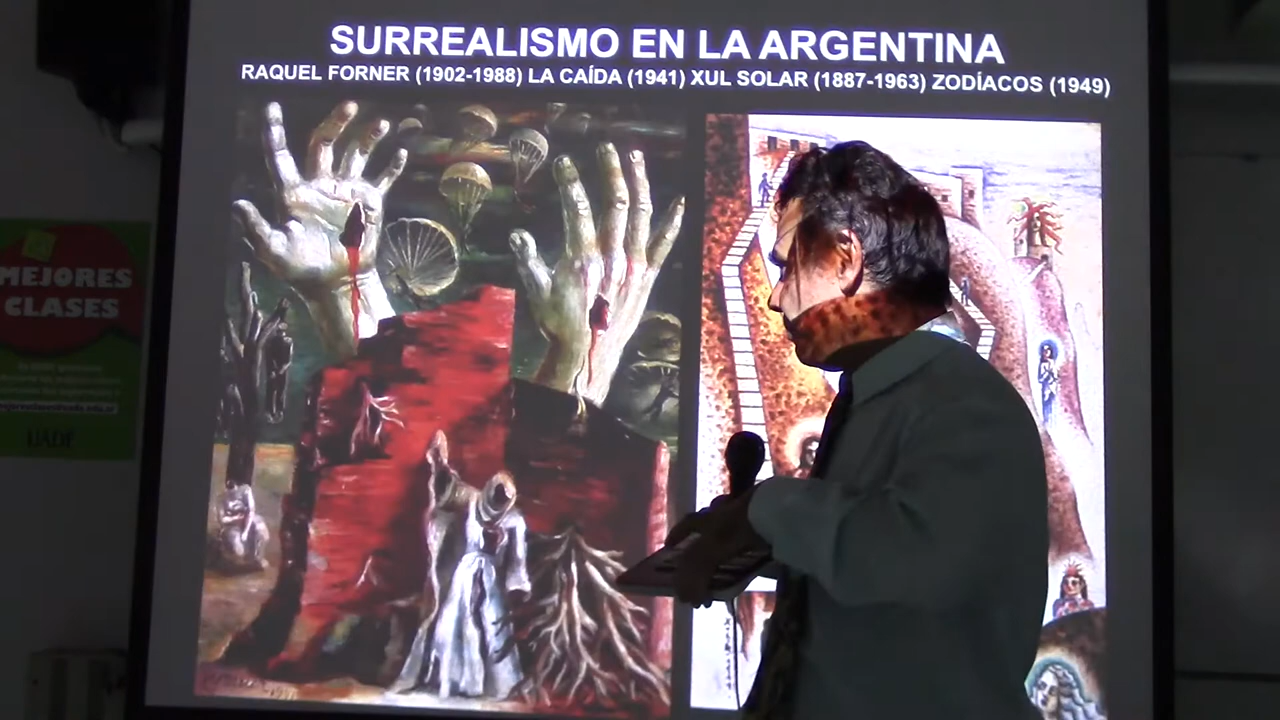 SURREALISMO EN LA ARGENTINA
RAQUEL FORNER (1902-1988) LA CAÍDA (1941) XUL SOLAR (1887-1963) ZODÍACOS (1949)
MEJORES
CLASES
UADE